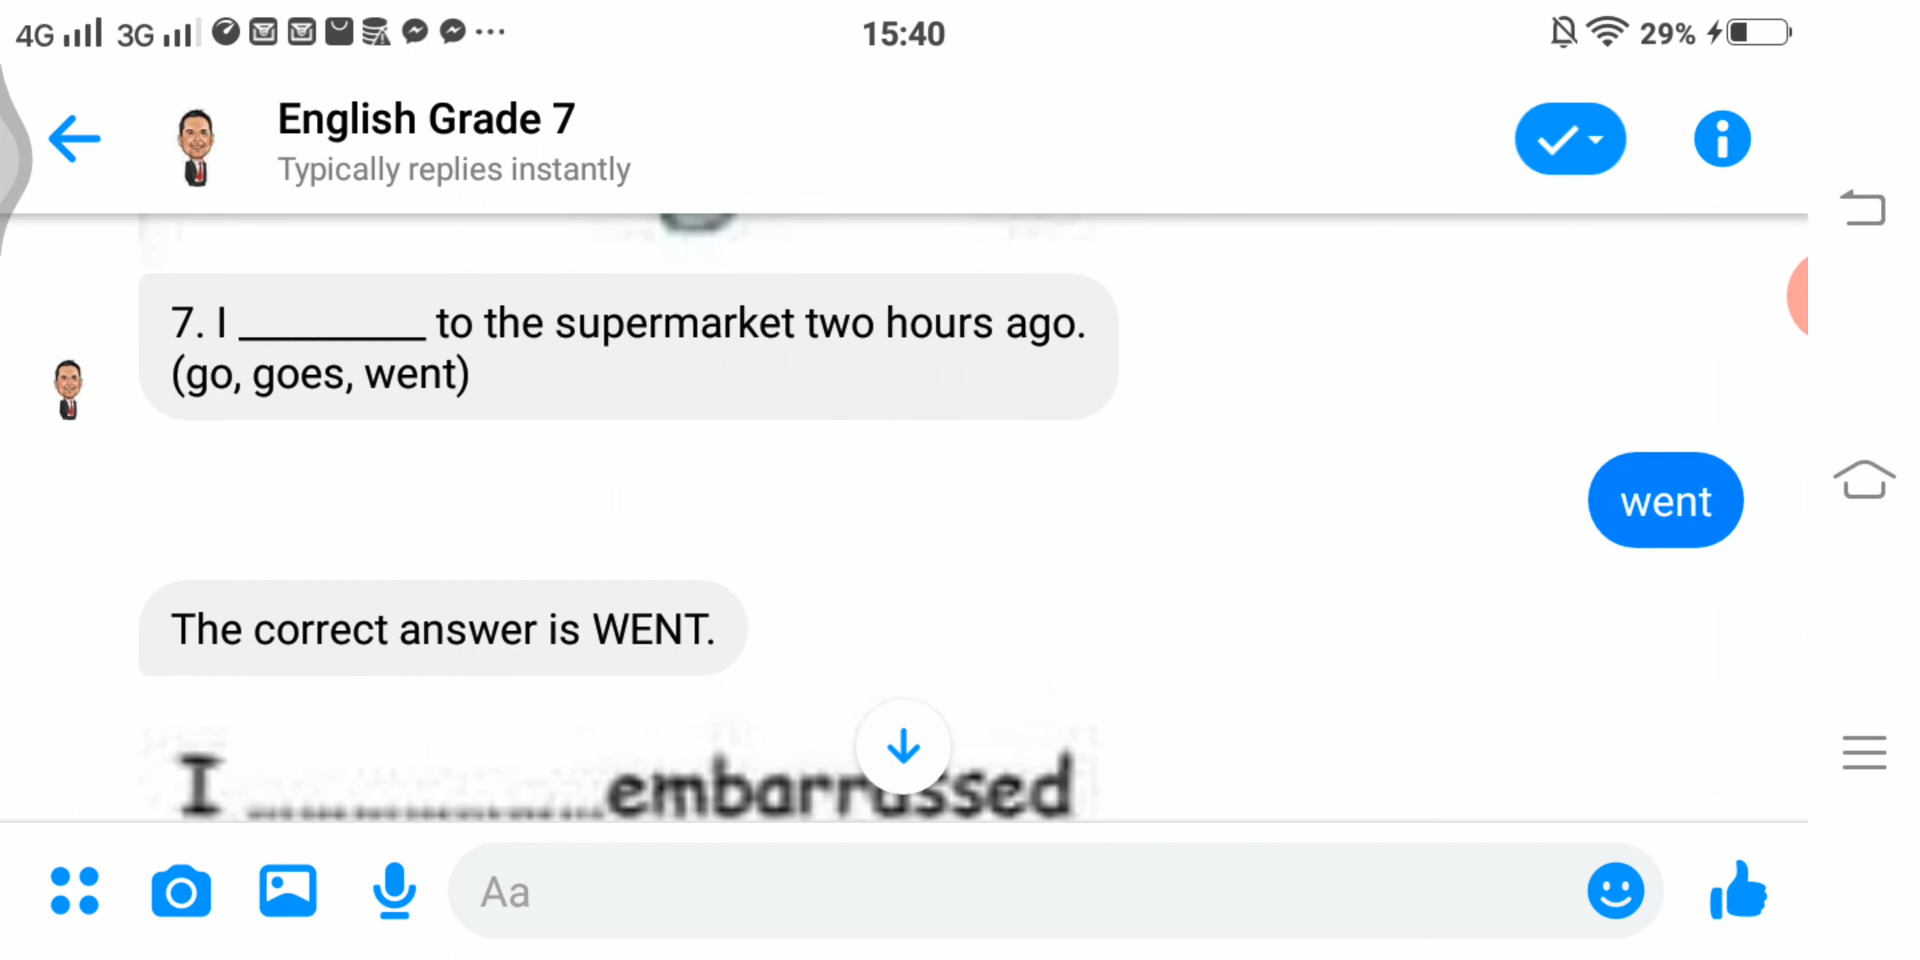 4G 3G 15:40 29%
English Grade 7
Typically replies instantly
7. I ________ to the supermarket two hours ago.
(go, goes, went)
went
The correct answer is WENT.
I ....................embarrassed
Aa